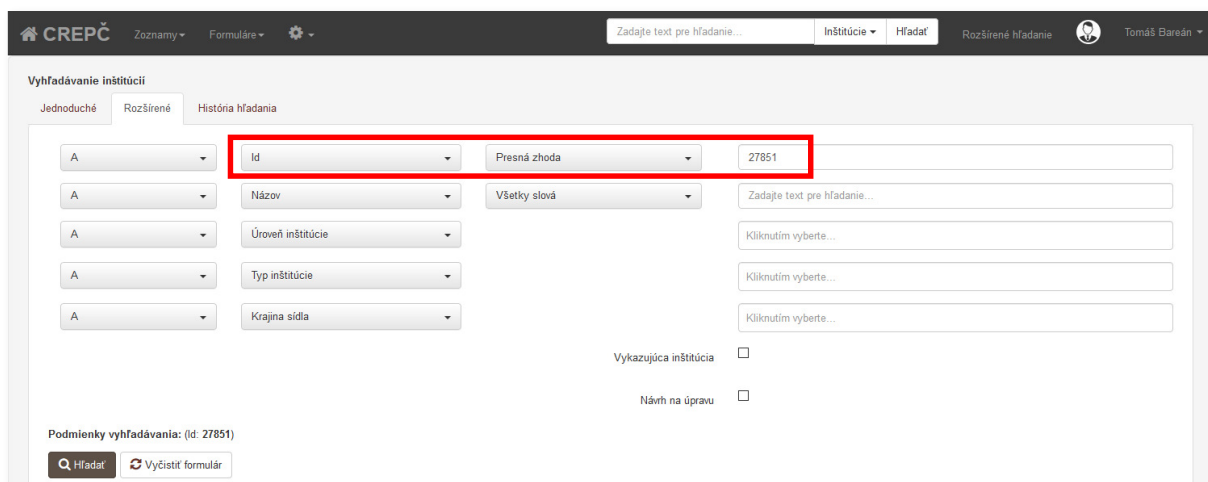 CREPČ Zoznamy Formuláre Zadajte text pre hľadanie... Inštitúcie Hľadať Rozšírené hľadanie Tomáš Bareán
Vyhľadávanie inštitúcií
Jednoduché Rozšírené História hľadania
A Id Presná zhoda 27851
A Názov Všetky slová Zadajte text pre hľadanie...
A Úroveň inštitúcie Kliknutím vyberte...
A Typ inštitúcie Kliknutím vyberte...
A Krajina sídla Kliknutím vyberte...
Vykazujúca inštitúcia
Návrh na úpravu
Podmienky vyhľadávania: (Id: 27851)
Hľadať Vyčistiť formulár